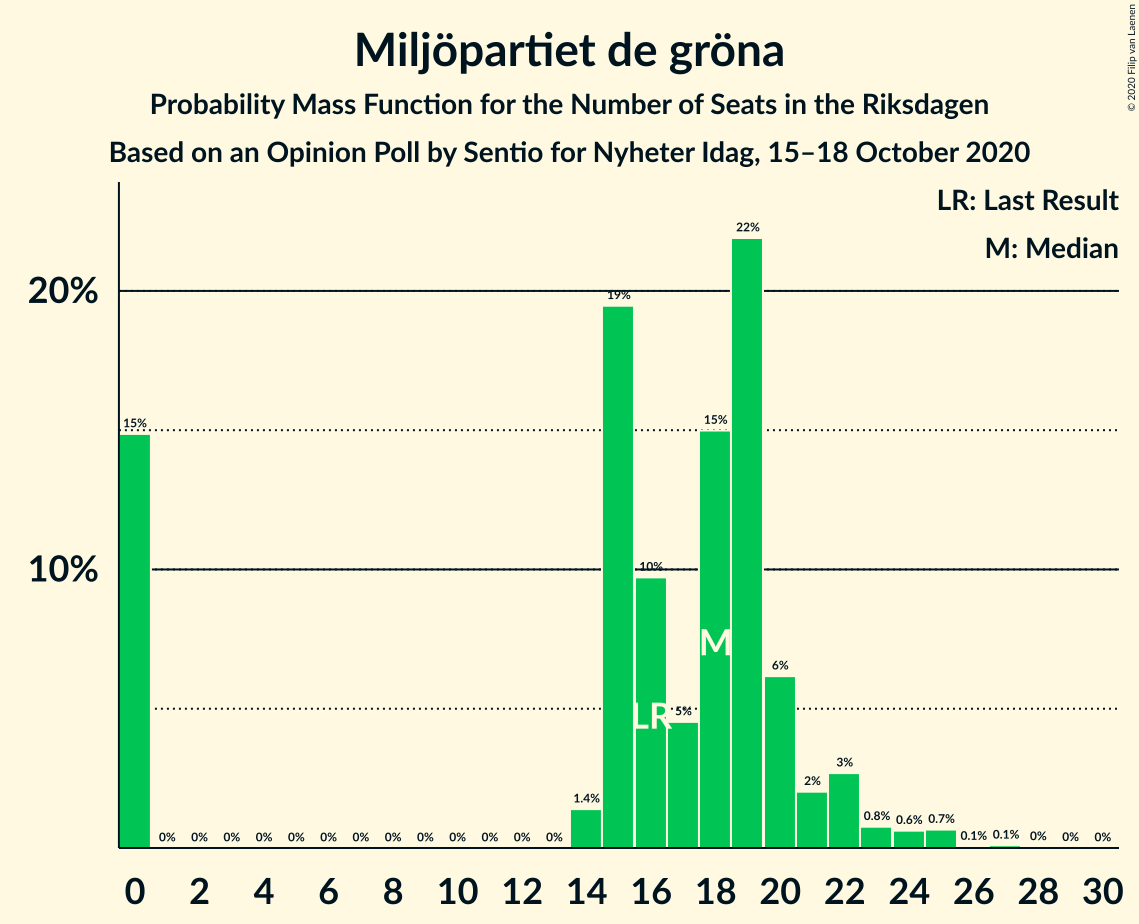 © 2020 Filip van Laenen
Miljöpartiet de gröna
Probability Mass Function for the Number of Seats in the Riksdagen
Based on an Opinion Poll by Sentio for Nyheter Idag, 15–18 October 2020
LR: Last Result
M: Median
20%
10%
15% 0% 0% 0% 0% 0% 0% 0% 0% 0% 0% 0% 0% 0% 1.4% 19% 10% 5% 15% 22% 6% 2% 3% 0.8% 0.6% 0.7% 0.1% 0.1% 0% 0% 0%
LR
M
0 2 4 6 8 10 12 14 16 18 20 22 24 26 28 30